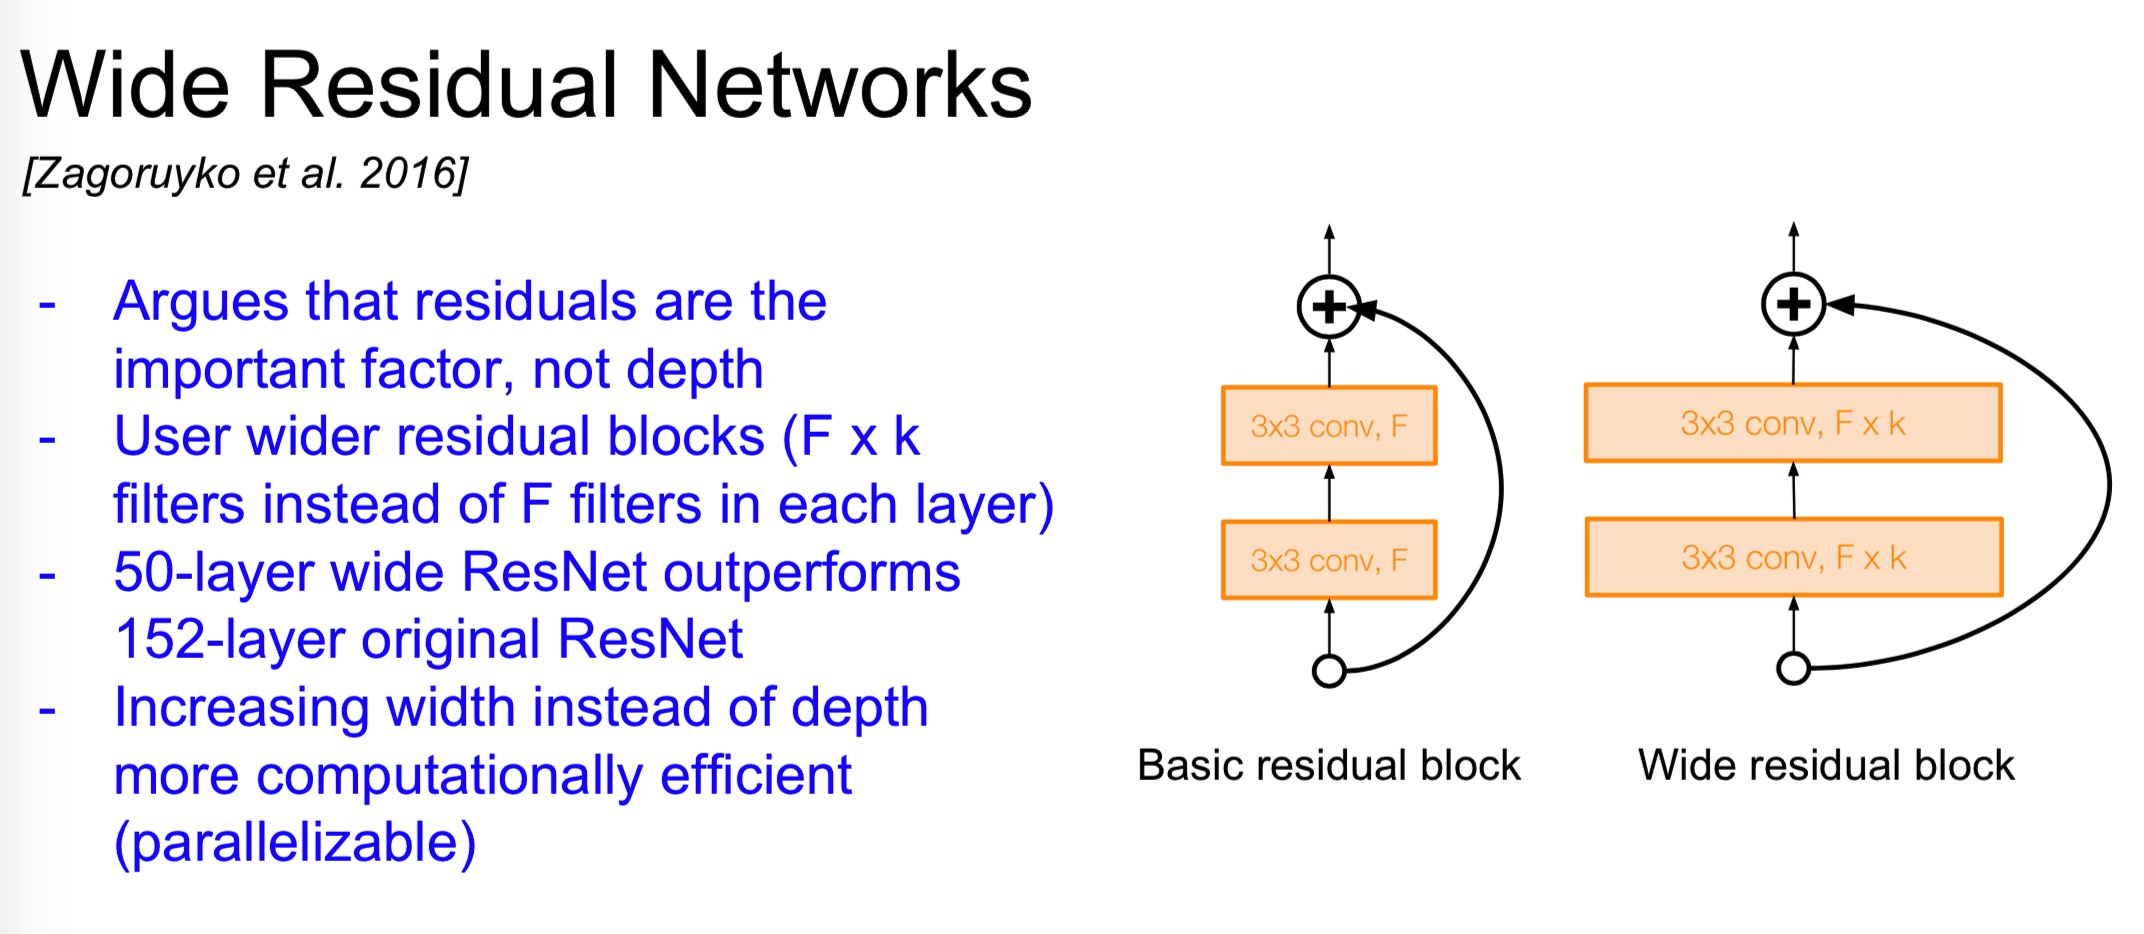 Wide Residual Networks
[Zagoruyko et al. 2016]
- Argues that residuals are the
important factor, not depth
- User wider residual blocks (F x k
filters instead of F filters in each layer)
- 50-layer wide ResNet outperforms
152-layer original ResNet
- Increasing width instead of depth
more computationally efficient
(parallelizable)
+
3x3 conv, F
3x3 conv, F
Basic residual block
+
3x3 conv, F x k
3x3 conv, F x k
Wide residual block